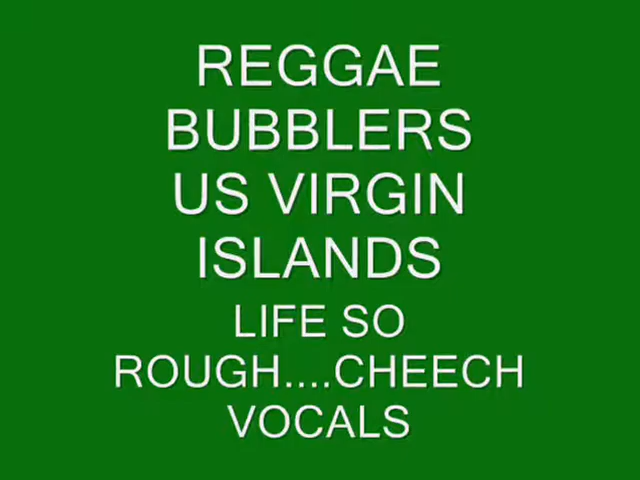 REGGAE
BUBBLERS
US VIRGIN
ISLANDS
LIFE SO
ROUGH....CHEECH
VOCALS